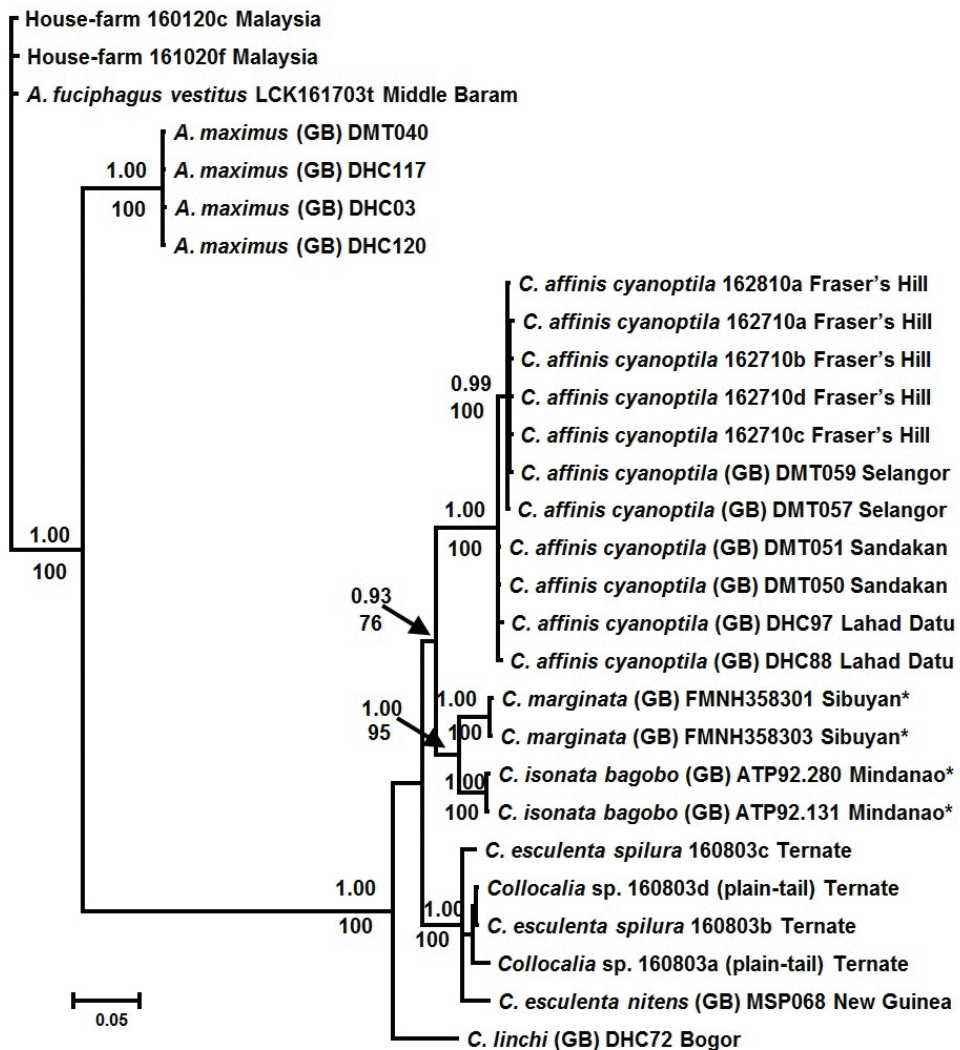 House-farm 160120c Malaysia
House-farm 161020f Malaysia
A. fuciphagus vestitus LCK161703t Middle Baram
A. maximus (GB) DMT040
1.00
A. maximus (GB) DHC117
100
A. maximus (GB) DHC03
A. maximus (GB) DHC120
C. affinis cyanoptila 162810a Fraser's Hill
C. affinis cyanoptila 162710a Fraser's Hill
C. affinis cyanoptila 162710b Fraser's Hill
0.99
C. affinis cyanoptila 162710d Fraser's Hill
100
C. affinis cyanoptila 162710c Fraser's Hill
C. affinis cyanoptila (GB) DMT059 Selangor
1.00
C. affinis cyanoptila (GB) DMT057 Selangor
1.00
100
C. affinis cyanoptila (GB) DMT051 Sandakan
100
C. affinis cyanoptila (GB) DMT050 Sandakan
0.93
76
C. affinis cyanoptila (GB) DHC97 Lahad Datu
C. affinis cyanoptila (GB) DHC88 Lahad Datu
1.00
C. marginata (GB) FMNH358301 Sibuyan*
1.00
95
100
C. marginata (GB) FMNH358303 Sibuyan*
C. isonata bagobo (GB) ATP92.280 Mindanao*
1.00
100
C. isonata bagobo (GB) ATP92.131 Mindanao*
C. esculenta spilura 160803c Ternate
1.00
Collocalia sp. 160803d (plain-tail) Ternate
1.00
100
C. esculenta spilura 160803b Ternate
100
Collocalia sp. 160803a (plain-tail) Ternate
C. esculenta nitens (GB) MSP068 New Guinea
0.05
C. linchi (GB) DHC72 Bogor